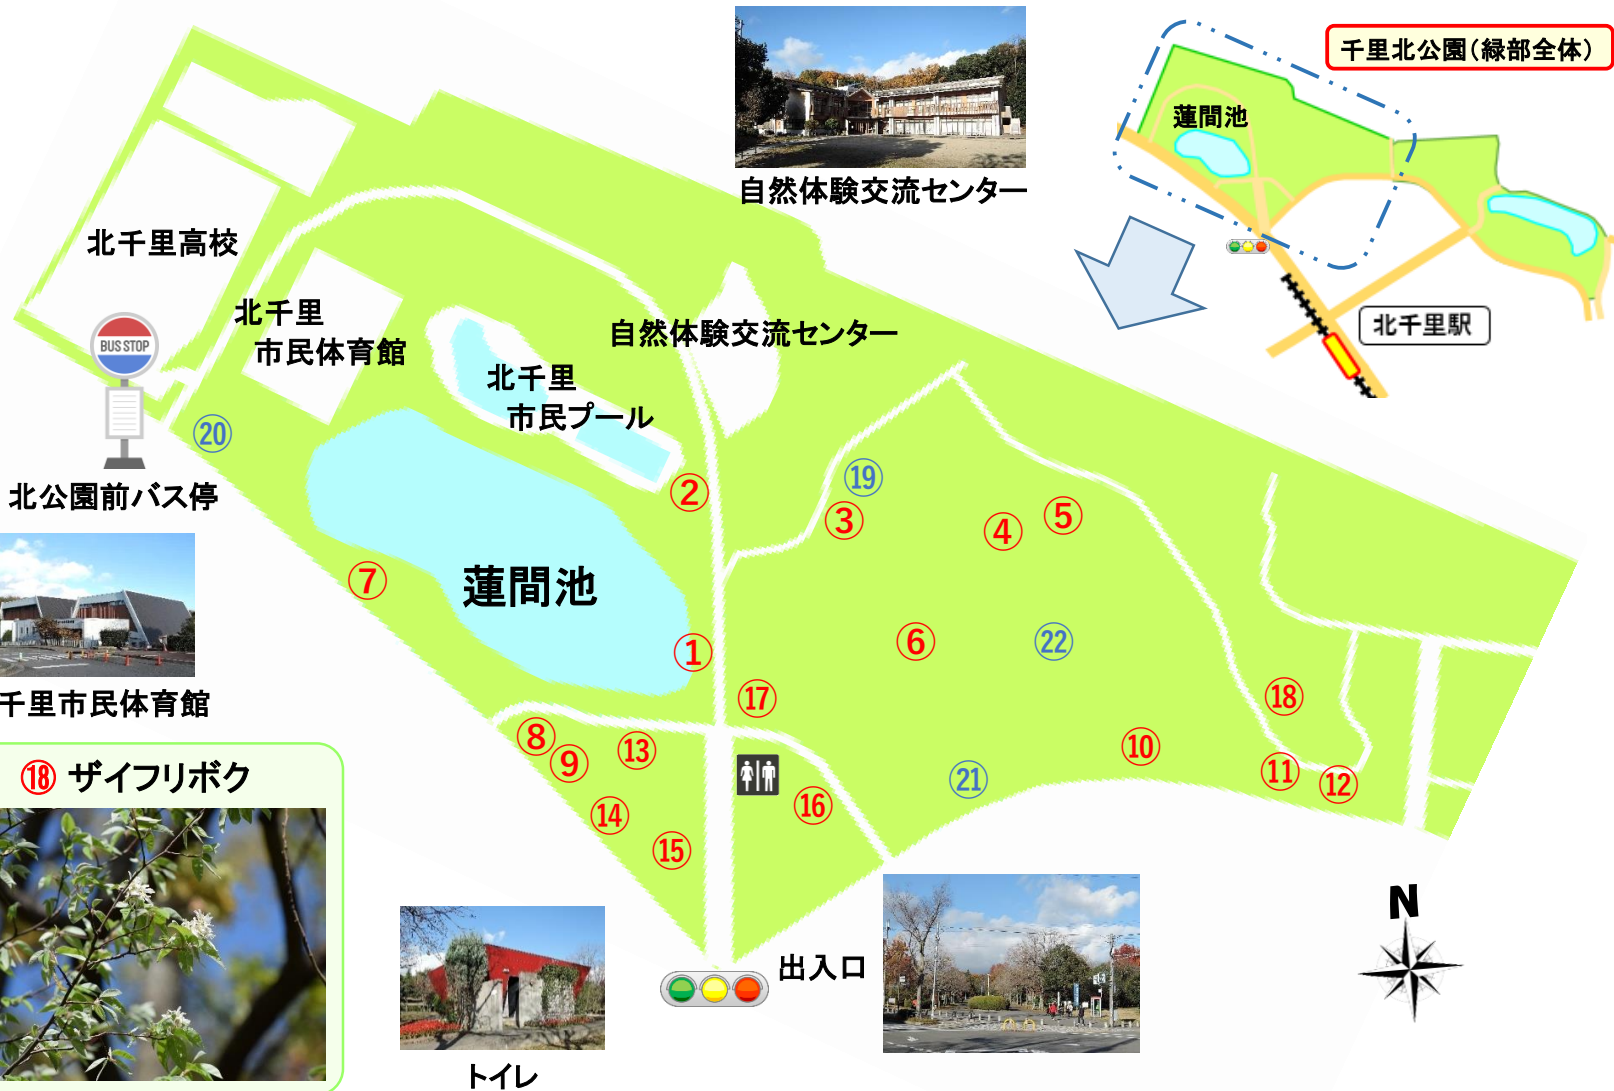 千里北公園(緑部全体)
蓮間池
自然体験交流センター
北千里高校
北千里
市民体育館
自然体験交流センター
BUS STOP
北千里駅
北千里
市民プール
⑳
北公園前バス停
②
⑲
③
④
⑤
⑦
蓮間池
①
⑥
㉒
千里市民体育館
⑰
⑱
⑧
⑨
⑬
⑩
⑪
⑫
⑱ ザイフリボク
㉑
⑭
⑯
⑮
N
出入口
トイレ